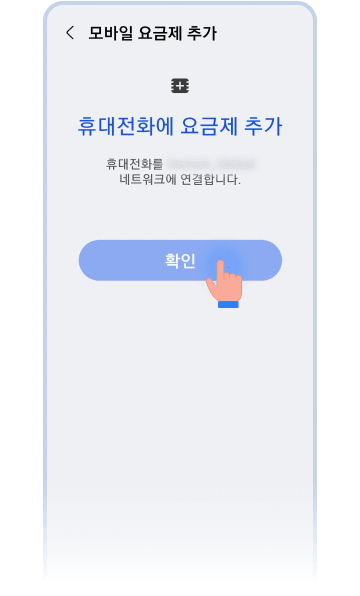 모바일 요금제 추가
휴대전화에 요금제 추가
휴대전화를
네트워크에 연결합니다.
확인